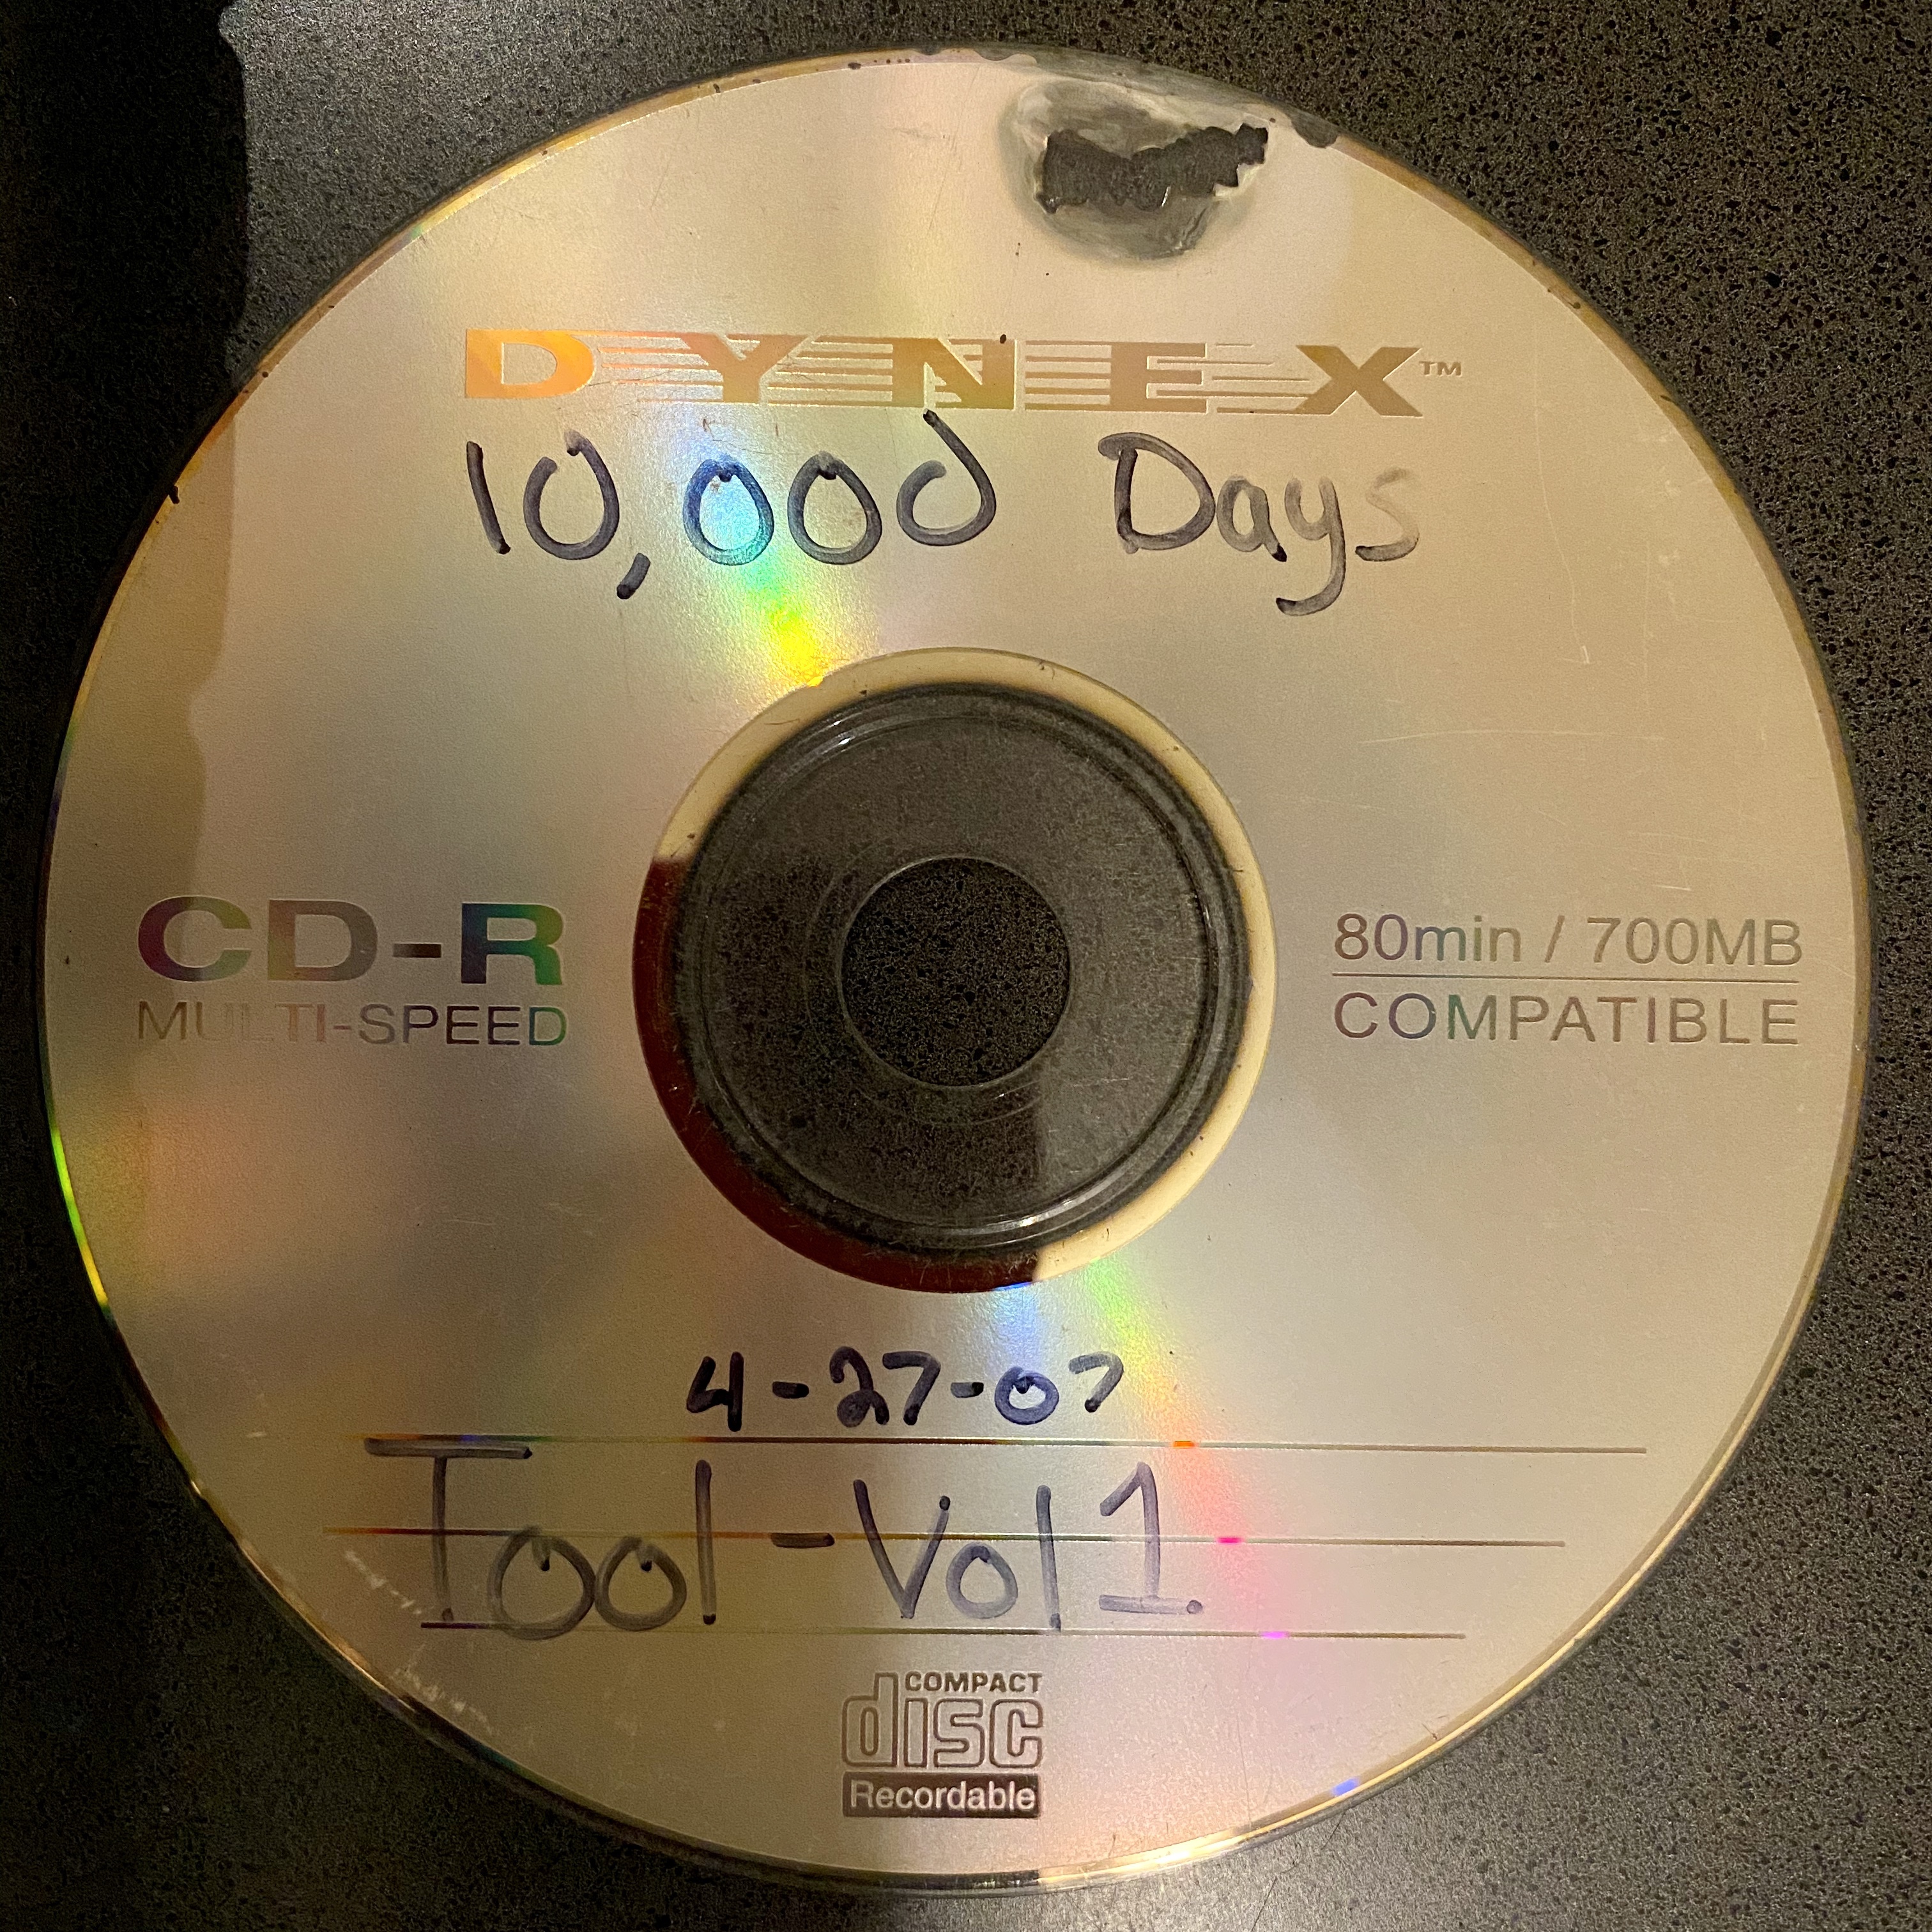 DYNEX™
10,000 Days
CD-R
MULTI-SPEED
80min / 700MB
COMPATIBLE
4-27-07
Tool-Vol 1.
COMPACT
disc
Recordable